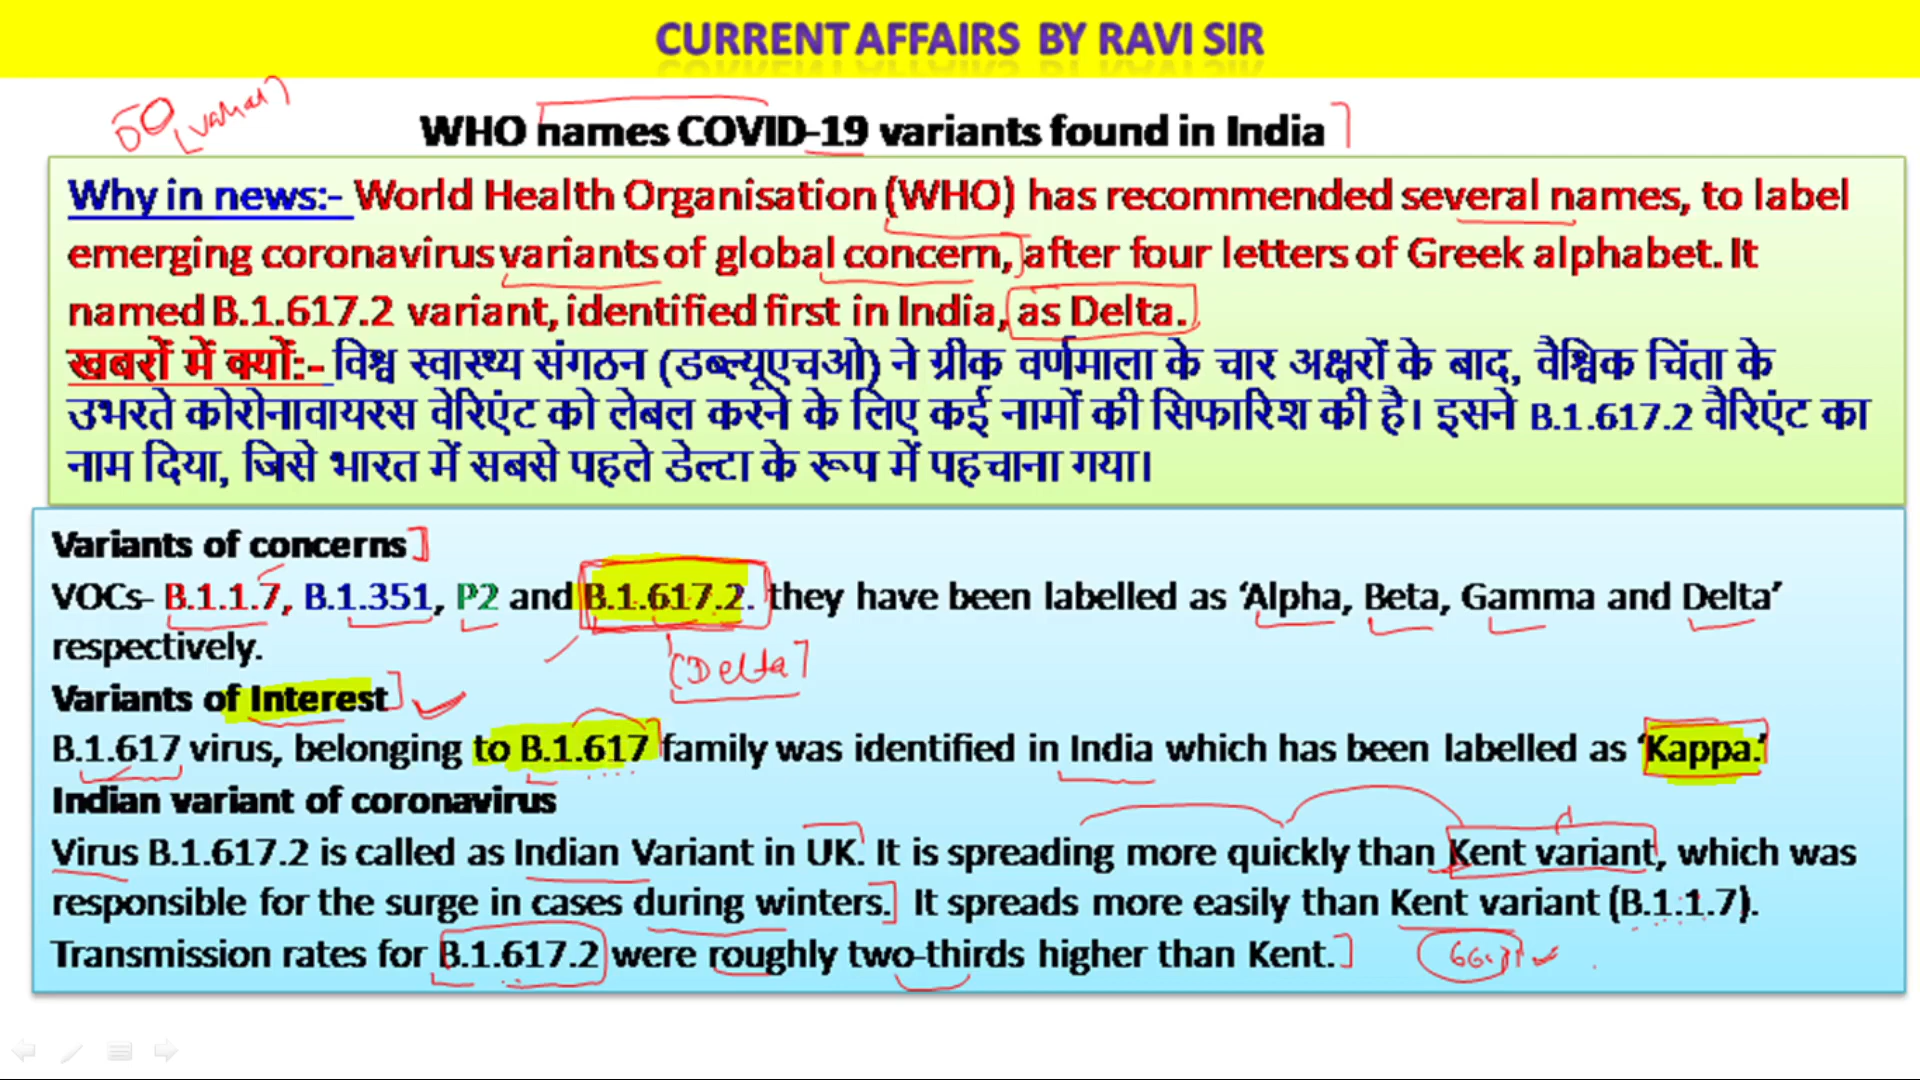 CURRENT AFFAIRS BY RAVI SIR
WHO names COVID-19 variants found in India
Why in news:- World Health Organisation (WHO) has recommended several names, to label
emerging coronavirus variants of global concern, after four letters of Greek alphabet. It
named B.1.617.2 variant, identified first in India, as Delta.
खबरों में क्यों:- विश्व स्वास्थ्य संगठन (डब्ल्यूएचओ) ने ग्रीक वर्णमाला के चार अक्षरों के बाद, वैश्विक चिंता के
उभरते कोरोनावायरस वेरिएंट को लेबल करने के लिए कई नामों की सिफारिश की है। इसने B.1.617.2 वैरिएंट का
नाम दिया, जिसे भारत में सबसे पहले डेल्टा के रूप में पहचाना गया।
Variants of concerns
VOCs- B.1.1.7, B.1.351, P2 and B.1.617.2. they have been labelled as ‘Alpha, Beta, Gamma and Delta’
respectively.
(Delta]
Variants of Interest
B.1.617 virus, belonging to B.1.617 family was identified in India which has been labelled as ‘Kappa.’
Indian variant of coronavirus
Virus B.1.617.2 is called as Indian Variant in UK. It is spreading more quickly than Kent variant, which was
responsible for the surge in cases during winters. It spreads more easily than Kent variant (B.1.1.7).
Transmission rates for B.1.617.2 were roughly two-thirds higher than Kent.